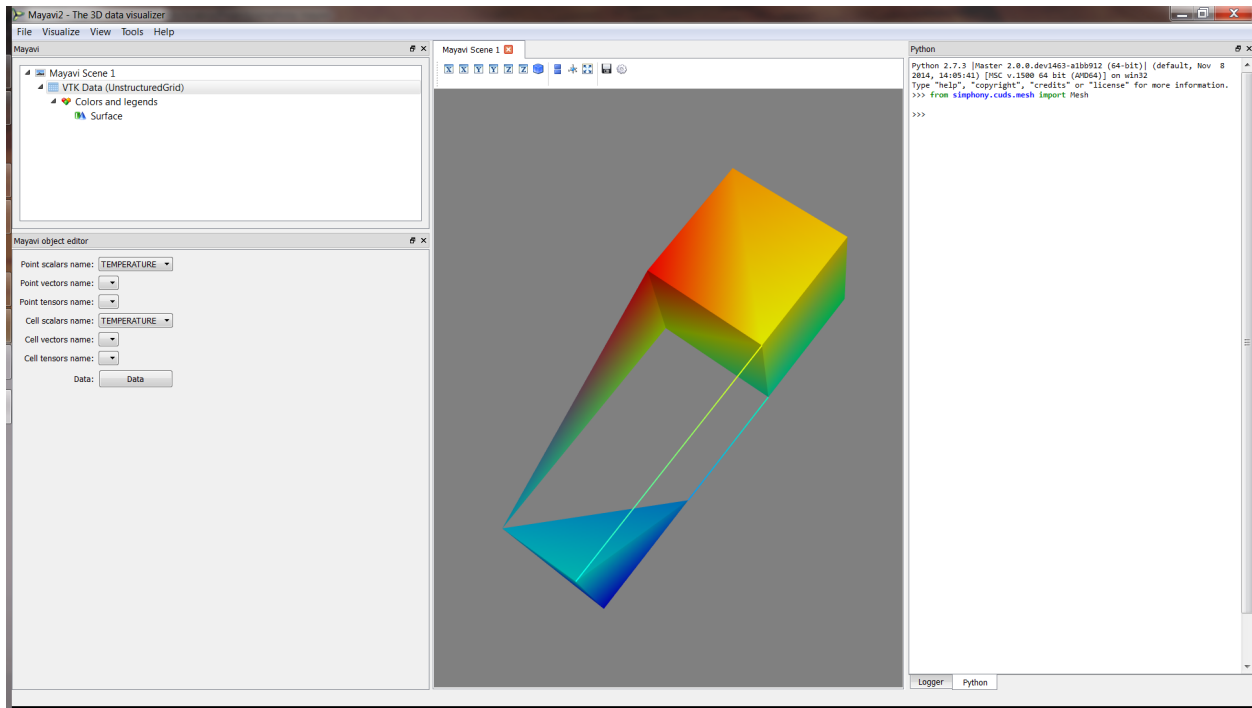 Mayavi2 - The 3D data visualizer
File Visualize View Tools Help
Mayavi
Mayavi Scene 1
VTK Data (UnstructuredGrid)
Colors and legends
Surface
Mayavi object editor
Point scalars name: TEMPERATURE
Point vectors name:
Point tensors name:
Cell scalars name: TEMPERATURE
Cell vectors name:
Cell tensors name:
Data: Data
Mayavi Scene 1
X X Y Y Z Z
Python
Python 2.7.3 |Master 2.0.0.dev1463-a1bb912 (64-bit)| (default, Nov 8
2014, 14:05:41) [MSC v.1500 64 bit (AMD64)] on win32
Type "help", "copyright", "credits" or "license" for more information.
>>> from simphony.cuds.mesh import Mesh
>>>
Logger Python